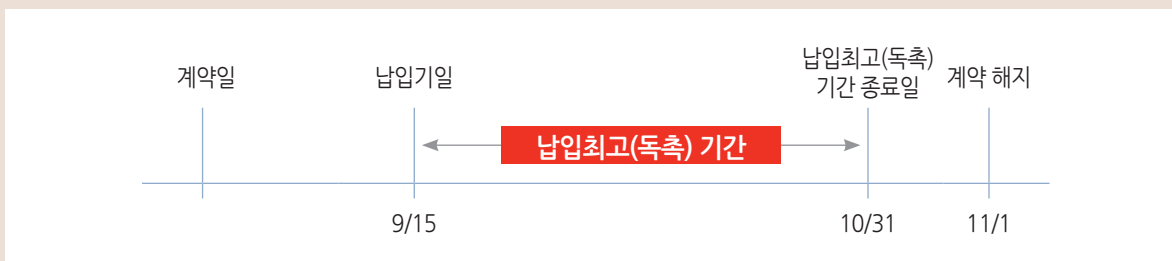 계약일
납입기일
납입최고(독촉)
기간 종료일
계약 해지
납입최고(독촉) 기간
9/15
10/31
11/1